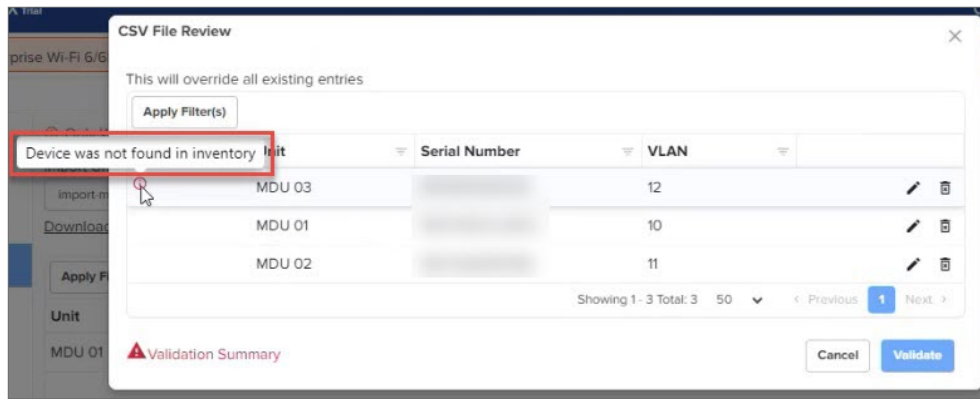 Trial
CSV File Review
prise Wi-Fi 6/6
This will override all existing entries
Apply Filter(s)
Device was not found in inventory
Unit Serial Number VLAN
MDU 03 12
import-m
MDU 01 10
Download
MDU 02 11
Apply Fi
Showing 1 - 3 Total: 3 50 < Previous 1 Next >
Unit
MDU 01
Validation Summary
Cancel Validate